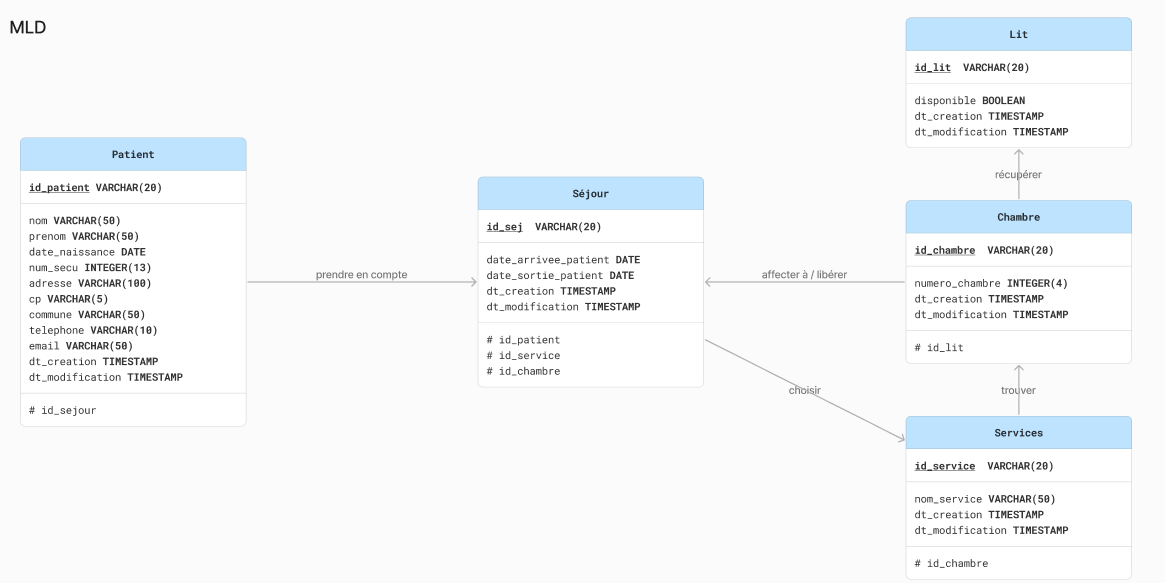 MLD
Patient
id_patient VARCHAR(20)
nom VARCHAR(50)
prenom VARCHAR(50)
date_naissance DATE
num_secu INTEGER(13)
adresse VARCHAR(100)
cp VARCHAR(5)
commune VARCHAR(50)
telephone VARCHAR(10)
email VARCHAR(50)
dt_creation TIMESTAMP
dt_modification TIMESTAMP
# id_sejour
prendre en compte
Séjour
id_sej VARCHAR(20)
date_arrivee_patient DATE
date_sortie_patient DATE
dt_creation TIMESTAMP
dt_modification TIMESTAMP
# id_patient
# id_service
# id_chambre
affecter à / libérer
choisir
Lit
id_lit VARCHAR(20)
disponible BOOLEAN
dt_creation TIMESTAMP
dt_modification TIMESTAMP
récupérer
Chambre
id_chambre VARCHAR(20)
numero_chambre INTEGER(4)
dt_creation TIMESTAMP
dt_modification TIMESTAMP
# id_lit
trouver
Services
id_service VARCHAR(20)
nom_service VARCHAR(50)
dt_creation TIMESTAMP
dt_modification TIMESTAMP
# id_chambre